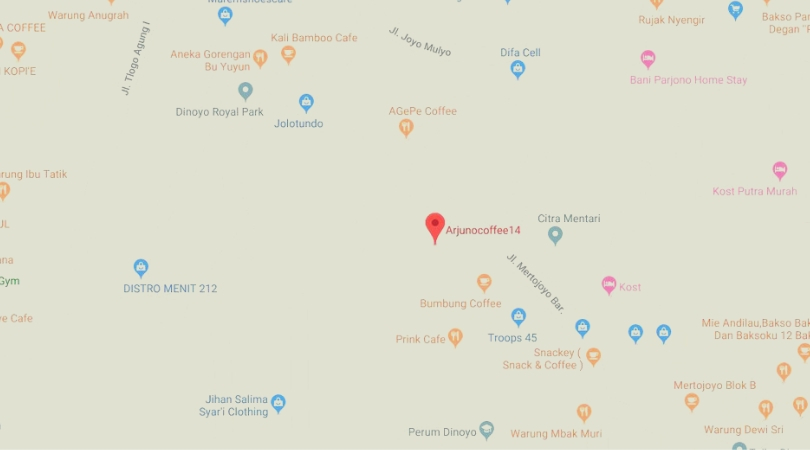 Warung Anugrah
A COFFEE
KOPI'E
Jl. Tlogo Agung I
Aneka Gorengan
Bu Yuyun
Kali Bamboo Cafe
Jl. Joyo Mulyo
Difa Cell
Rujak Nyengir
Bakso
Degan
Bani Parjono Home Stay
Dinoyo Royal Park
Jolotundo
AGePe Coffee
Ibu Tatik
Kost Putra Murah
Citra Mentari
Arjunocoffee14
Jl. Mertojoyo Bar.
Gym
DISTRO MENIT 212
Kost
Bumbung Coffee
Cafe
Prink Cafe
Troops 45
Snackey (
Snack & Coffee )
Mie Andilau,Bakso
Dan Baksoku 12
Mertojoyo Blok B
Jihan Salima
Syar'i Clothing
Perum Dinoyo
Warung Mbak Muri
Warung Dewi Sri